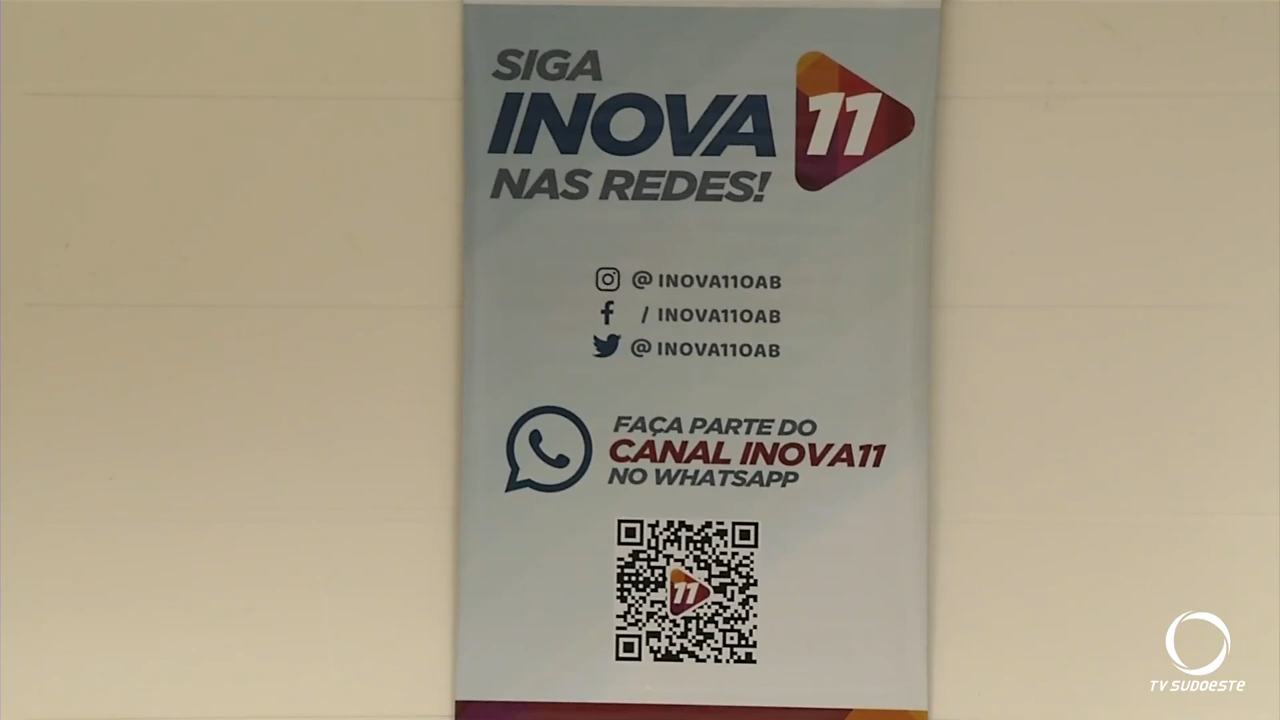 SIGA
INOVA 11
NAS REDES!
@INOVA11OAB
/ INOVA11OAB
@INOVA11OAB
FAÇA PARTE DO
CANAL INOVA11
NO WHATSAPP
11
TV SUDOESTE